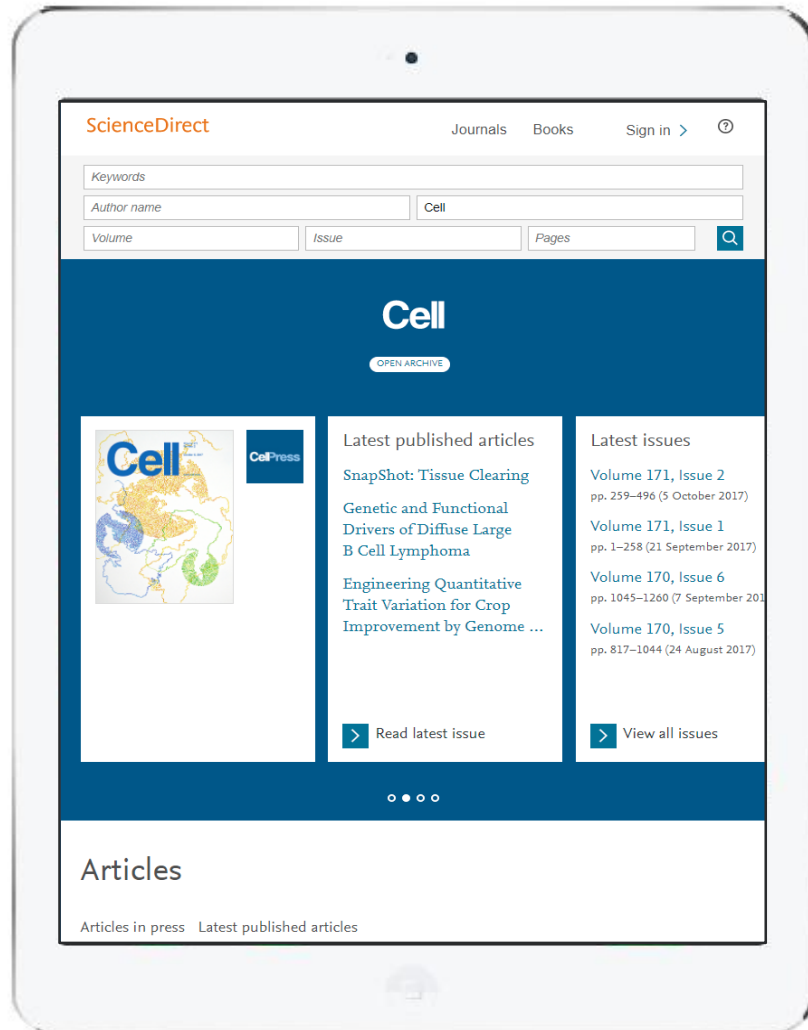 ScienceDirect
Journals Books Sign in >
?
Keywords
Author name
Cell
Volume
Issue
Pages
Cell
OPEN ARCHIVE
Cell
CellPress
Latest published articles
SnapShot: Tissue Clearing
Genetic and Functional
Drivers of Diffuse Large
B Cell Lymphoma
Engineering Quantitative
Trait Variation for Crop
Improvement by Genome ...
Read latest issue
Latest issues
Volume 171, Issue 2
pp. 259–496 (5 October 2017)
Volume 171, Issue 1
pp. 1–258 (21 September 2017)
Volume 170, Issue 6
pp. 1045–1260 (7 September 201
Volume 170, Issue 5
pp. 817–1044 (24 August 2017)
View all issues
Articles
Articles in press Latest published articles